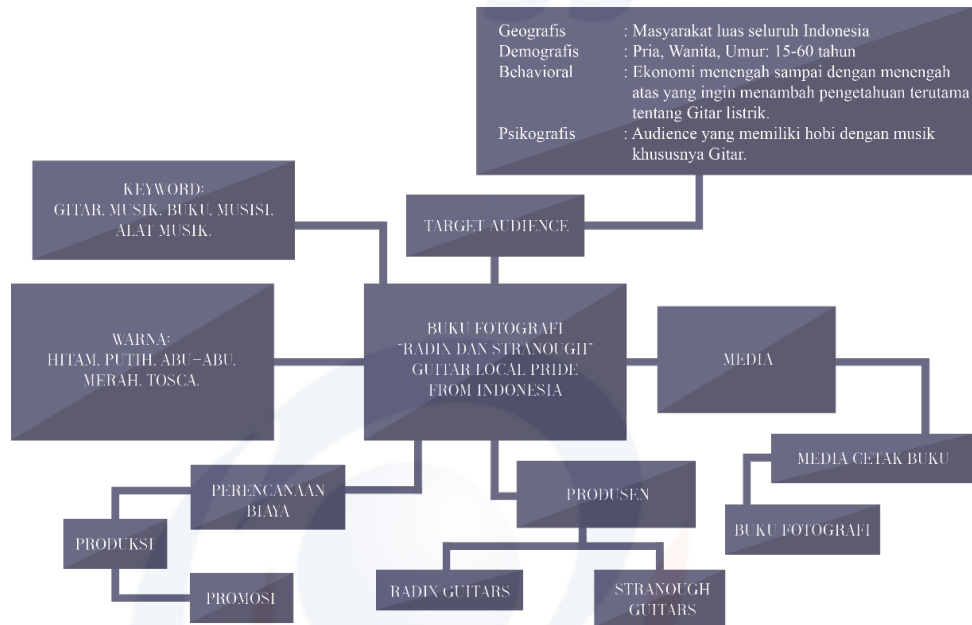 Geografis : Masyarakat luas seluruh Indonesia
Demografis : Pria, Wanita, Umur: 15-60 tahun
Behavioral : Ekonomi menengah sampai dengan menengah
atas yang ingin menambah pengetahuan terutama
tentang Gitar listrik.
Psikografis : Audience yang memiliki hobi dengan musik
khususnya Gitar.
KEYWORD:
GITAR, MUSIK, BUKU, MUSISI,
ALAT MUSIK.
TARGET AUDIENCE
WARNA:
HITAM, PUTIH, ABU-ABU,
MERAH, TOSCA.
BUKU FOTOGRAFI
"RADIX DAN STRANOUGH"
GUITAR LOCAL PRIDE
FROM INDONESIA
MEDIA
MEDIA CETAK BUKU
BUKU FOTOGRAFI
PERENCANAAN
BIAYA
PRODUKSI
PROMOSI
PRODUSEN
RADIX GUITARS
STRANOUGH
GUITARS